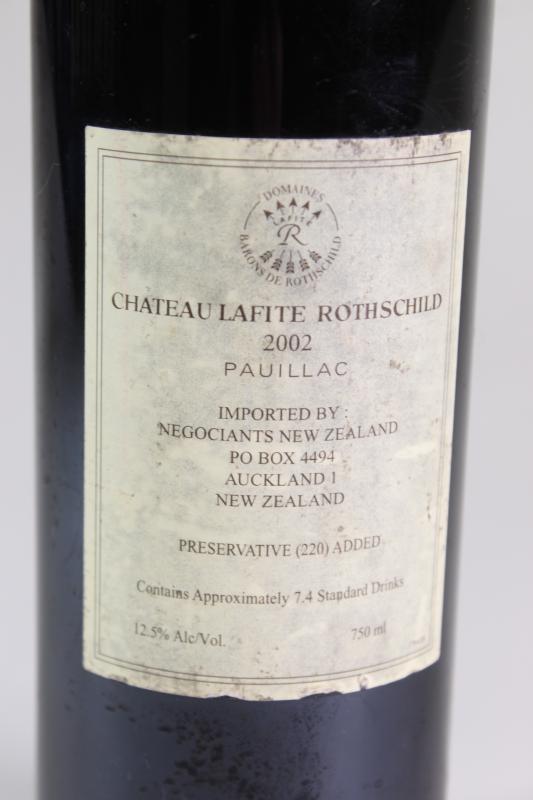 DOMAINES
LAFITE
R
BARONS DE ROTHSCHILD
CHATEAU LAFITE ROTHSCHILD
2002
PAUILLAC
IMPORTED BY :
NEGOCIANTS NEW ZEALAND
PO BOX 4494
AUCKLAND 1
NEW ZEALAND
PRESERVATIVE (220) ADDED
Contains Approximately 7.4 Standard Drinks
12.5% Alc/Vol. 750 ml